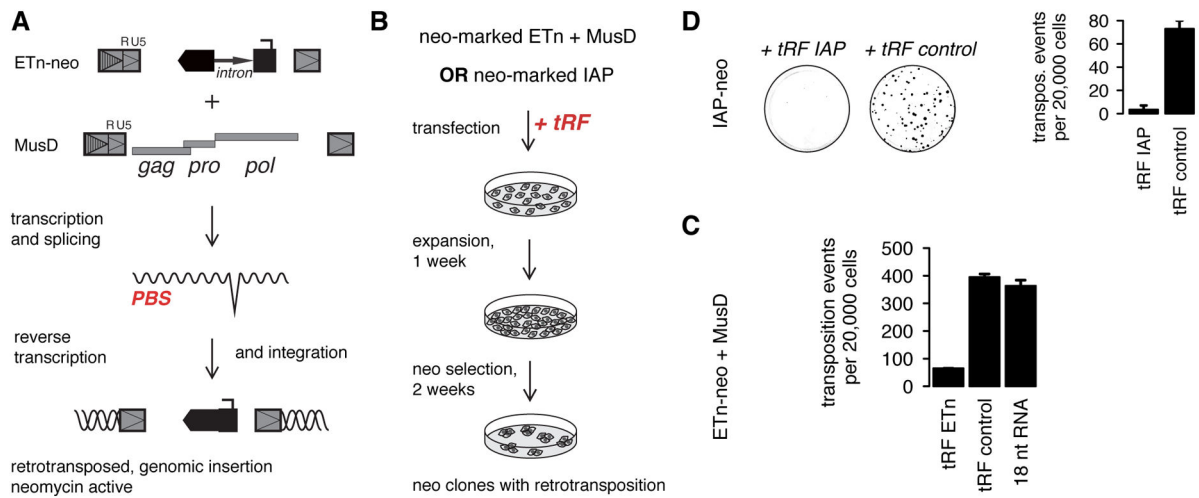 A
R U5
ETn-neo
intron
+
R U5
MusD
gag pro pol
transcription
and splicing
PBS
reverse
transcription
and integration
retrotransposed, genomic insertion
neomycin active
B
neo-marked ETn + MusD
OR neo-marked IAP
transfection
+ tRF
expansion,
1 week
neo selection,
2 weeks
neo clones with retrotransposition
D
IAP-neo
+ tRF IAP
+ tRF control
transpos. events
per 20,000 cells
80
60
40
20
0
tRF IAP
tRF control
C
ETn-neo + MusD
transposition events
per 20,000 cells
500
400
300
200
100
0
tRF ETn
tRF control
18 nt RNA